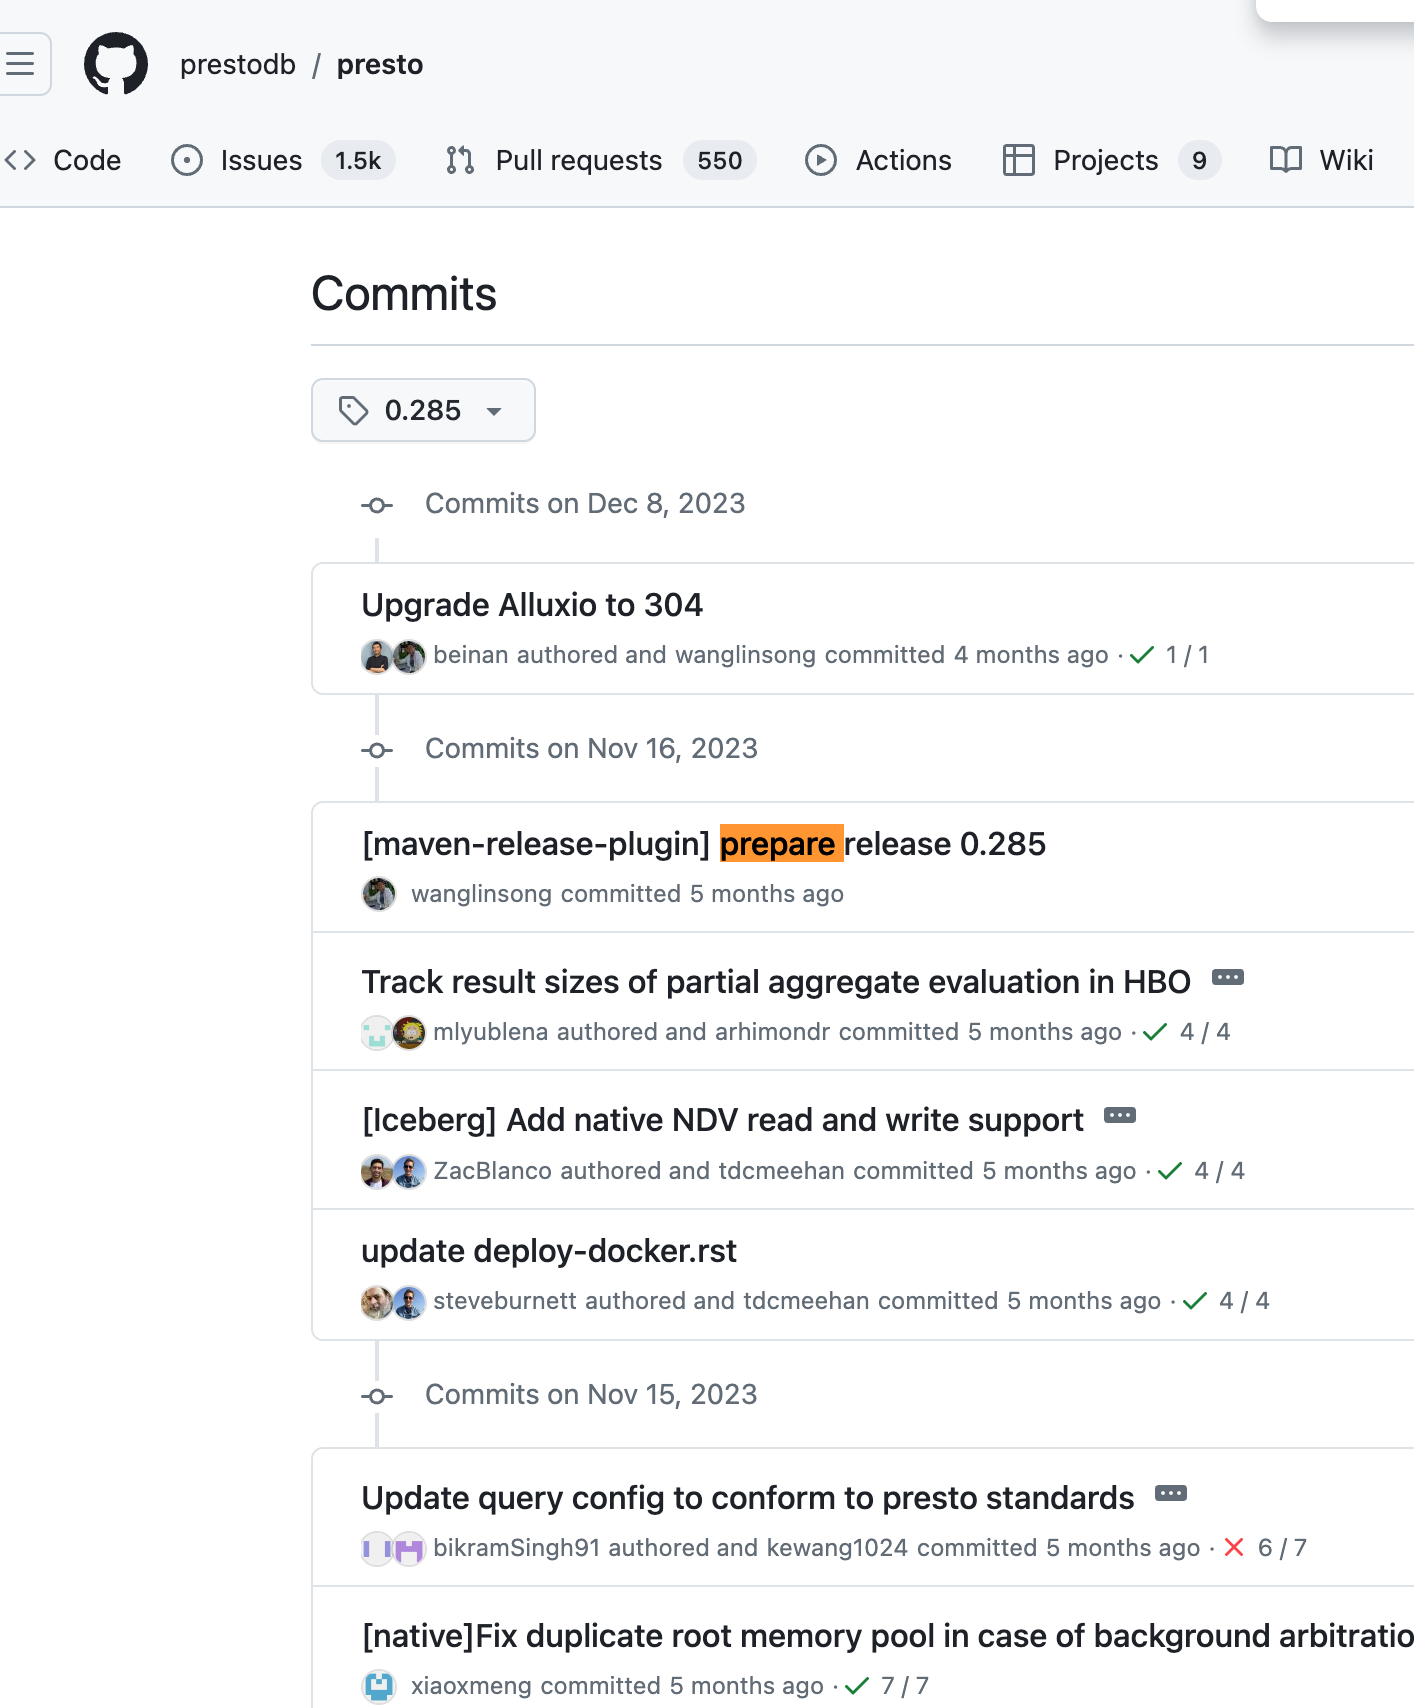 prestodb / presto
Code Issues 1.5k Pull requests 550 Actions Projects 9 Wiki
Commits
0.285
Commits on Dec 8, 2023
Upgrade Alluxio to 304
beinan authored and wanglinsong committed 4 months ago · 1 / 1
Commits on Nov 16, 2023
[maven-release-plugin] prepare release 0.285
wanglinsong committed 5 months ago
Track result sizes of partial aggregate evaluation in HBO
mlyublena authored and arhimondr committed 5 months ago · 4 / 4
[Iceberg] Add native NDV read and write support
ZacBlanco authored and tdcmeehan committed 5 months ago · 4 / 4
update deploy-docker.rst
steveburnett authored and tdcmeehan committed 5 months ago · 4 / 4
Commits on Nov 15, 2023
Update query config to conform to presto standards
bikramSingh91 authored and kewang1024 committed 5 months ago · 6 / 7
[native]Fix duplicate root memory pool in case of background arbitratio
xiaoxmeng committed 5 months ago · 7 / 7